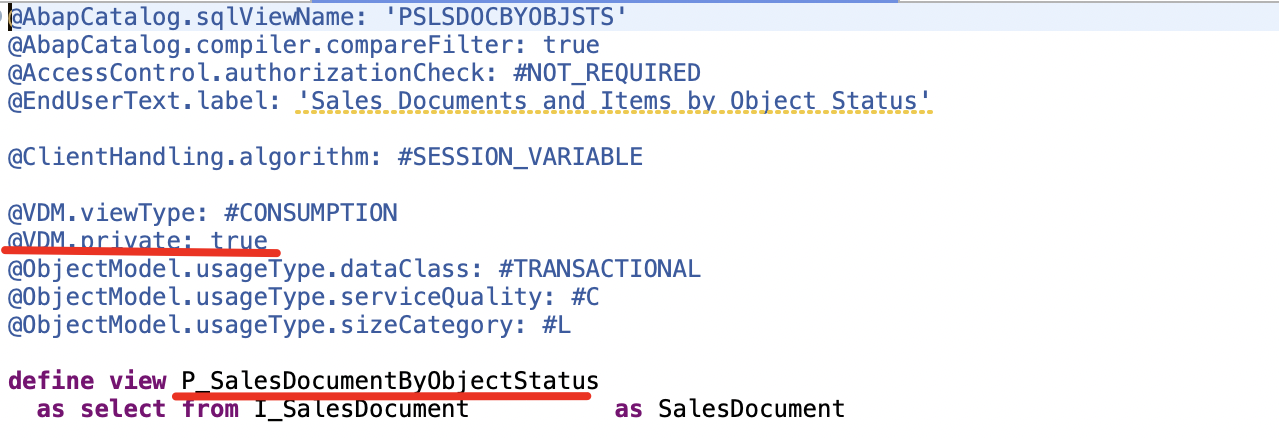 @AbapCatalog.sqlViewName: 'PSLSDOCBYOBJSTS'
@AbapCatalog.compiler.compareFilter: true
@AccessControl.authorizationCheck: #NOT_REQUIRED
@EndUserText.label: 'Sales Documents and Items by Object Status'
@ClientHandling.algorithm: #SESSION_VARIABLE
@VDM.viewType: #CONSUMPTION
@VDM.private: true
@ObjectModel.usageType.dataClass: #TRANSACTIONAL
@ObjectModel.usageType.serviceQuality: #C
@ObjectModel.usageType.sizeCategory: #L
define view P_SalesDocumentByObjectStatus
as select from I_SalesDocument as SalesDocument